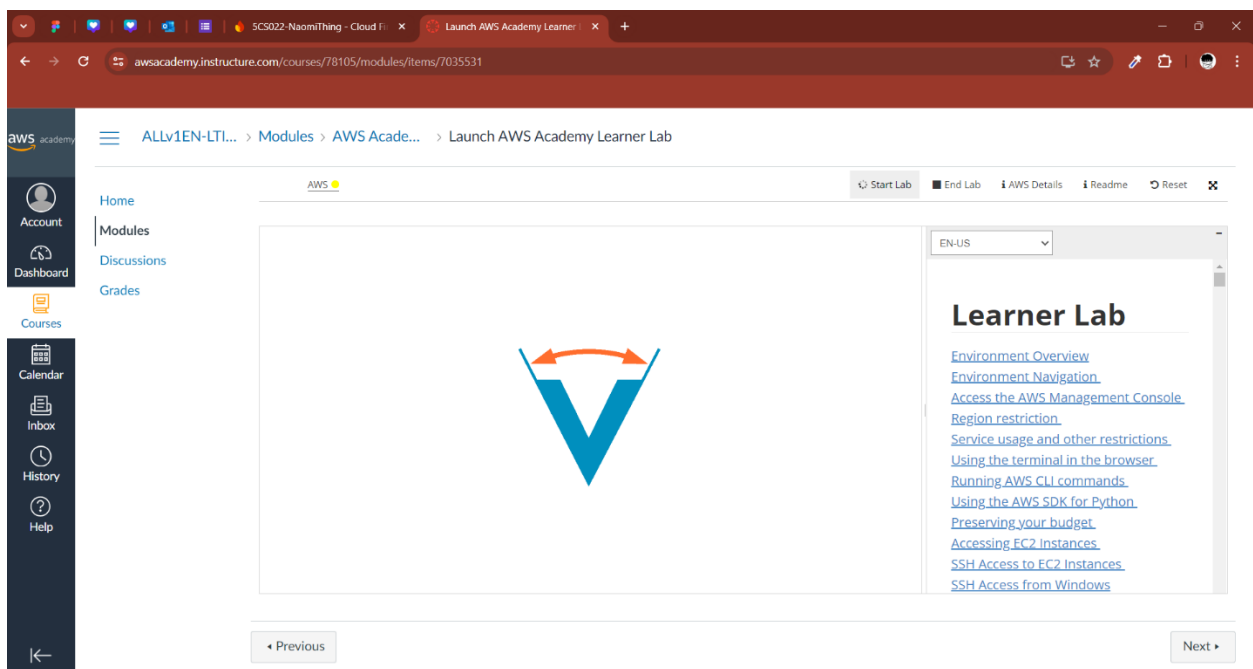 5CS022-NaomiThing - Cloud Fi
Launch AWS Academy Learner
awsacademy.instructure.com/courses/78105/modules/items/7035531
aws academy
ALLv1EN-LTI... > Modules > AWS Acade... > Launch AWS Academy Learner Lab
Account
Dashboard
Courses
Calendar
Inbox
History
Help
Home
Modules
Discussions
Grades
AWS
Start Lab
End Lab
AWS Details
Readme
Reset
EN-US
Learner Lab
Environment Overview
Environment Navigation
Access the AWS Management Console
Region restriction
Service usage and other restrictions
Using the terminal in the browser
Running AWS CLI commands
Using the AWS SDK for Python
Preserving your budget
Accessing EC2 Instances
SSH Access to EC2 Instances
SSH Access from Windows
Previous
Next